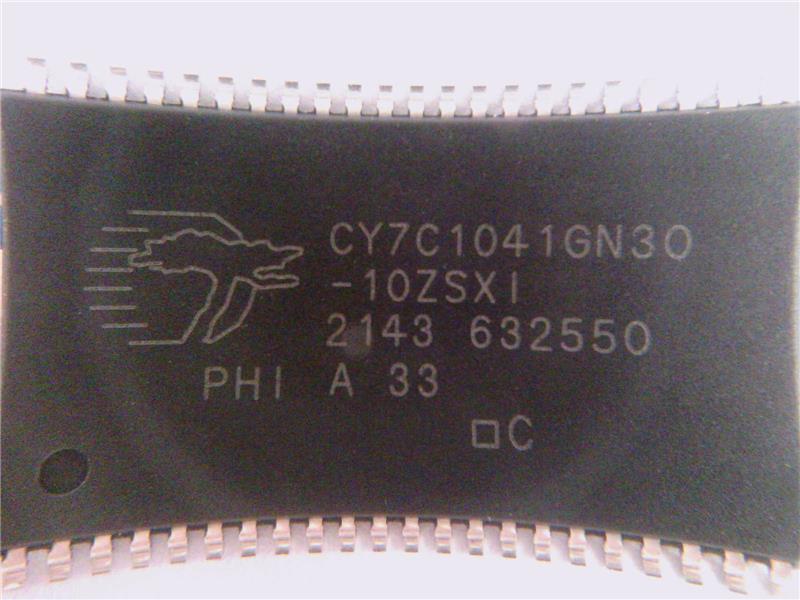 CY7C1041GN30
-10ZSXI
2143 632550
PHI A 33
□C